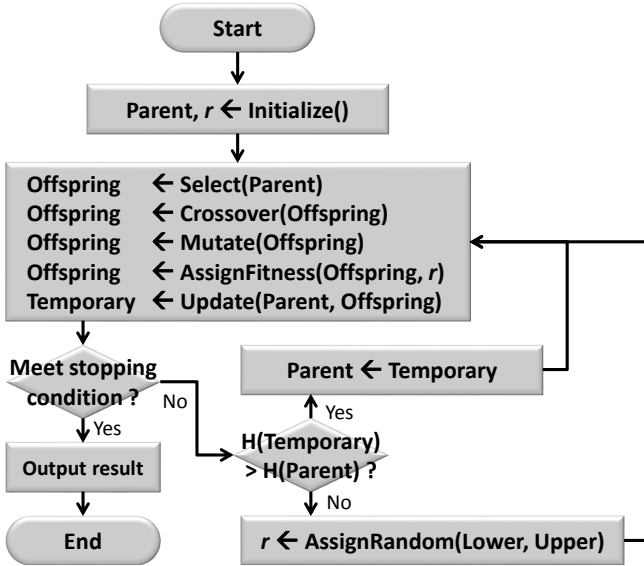 Start
Parent, r ← Initialize()
Offspring ← Select(Parent)
Offspring ← Crossover(Offspring)
Offspring ← Mutate(Offspring)
Offspring ← AssignFitness(Offspring, r)
Temporary ← Update(Parent, Offspring)
Meet stopping
condition ?
No
Yes
Output result
End
Parent ← Temporary
Yes
H(Temporary)
> H(Parent) ?
No
r ← AssignRandom(Lower, Upper)